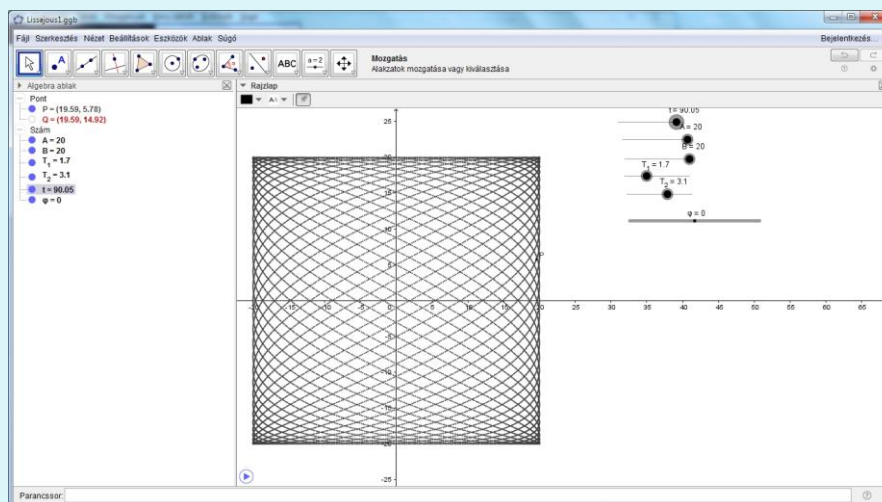 Lissejous1.ggb
Fájl Szerkesztés Nézet Beállítások Eszközök Ablak Súgó
Bejelentkezés...
ABC
a=2
Mozgatás
Alakzatok mozgatása vagy kiválasztása
Algebra ablak
Rajzlap
Pont
P = (19.59, 5.78)
Q = (19.59, 14.92)
Szám
A = 20
B = 20
T₁ = 1.7
T₂ = 3.1
t = 90.05
φ = 0
t = 90.05
A = 20
B = 20
T₁ = 1.7
T₂ = 3.1
φ = 0
25
20
15
10
5
P
-20 -15 -10 -5 0 5 10 15 20 25 30 35 40 45 50 55 60 65
-5
-10
-15
-20
-25
Parancssor: